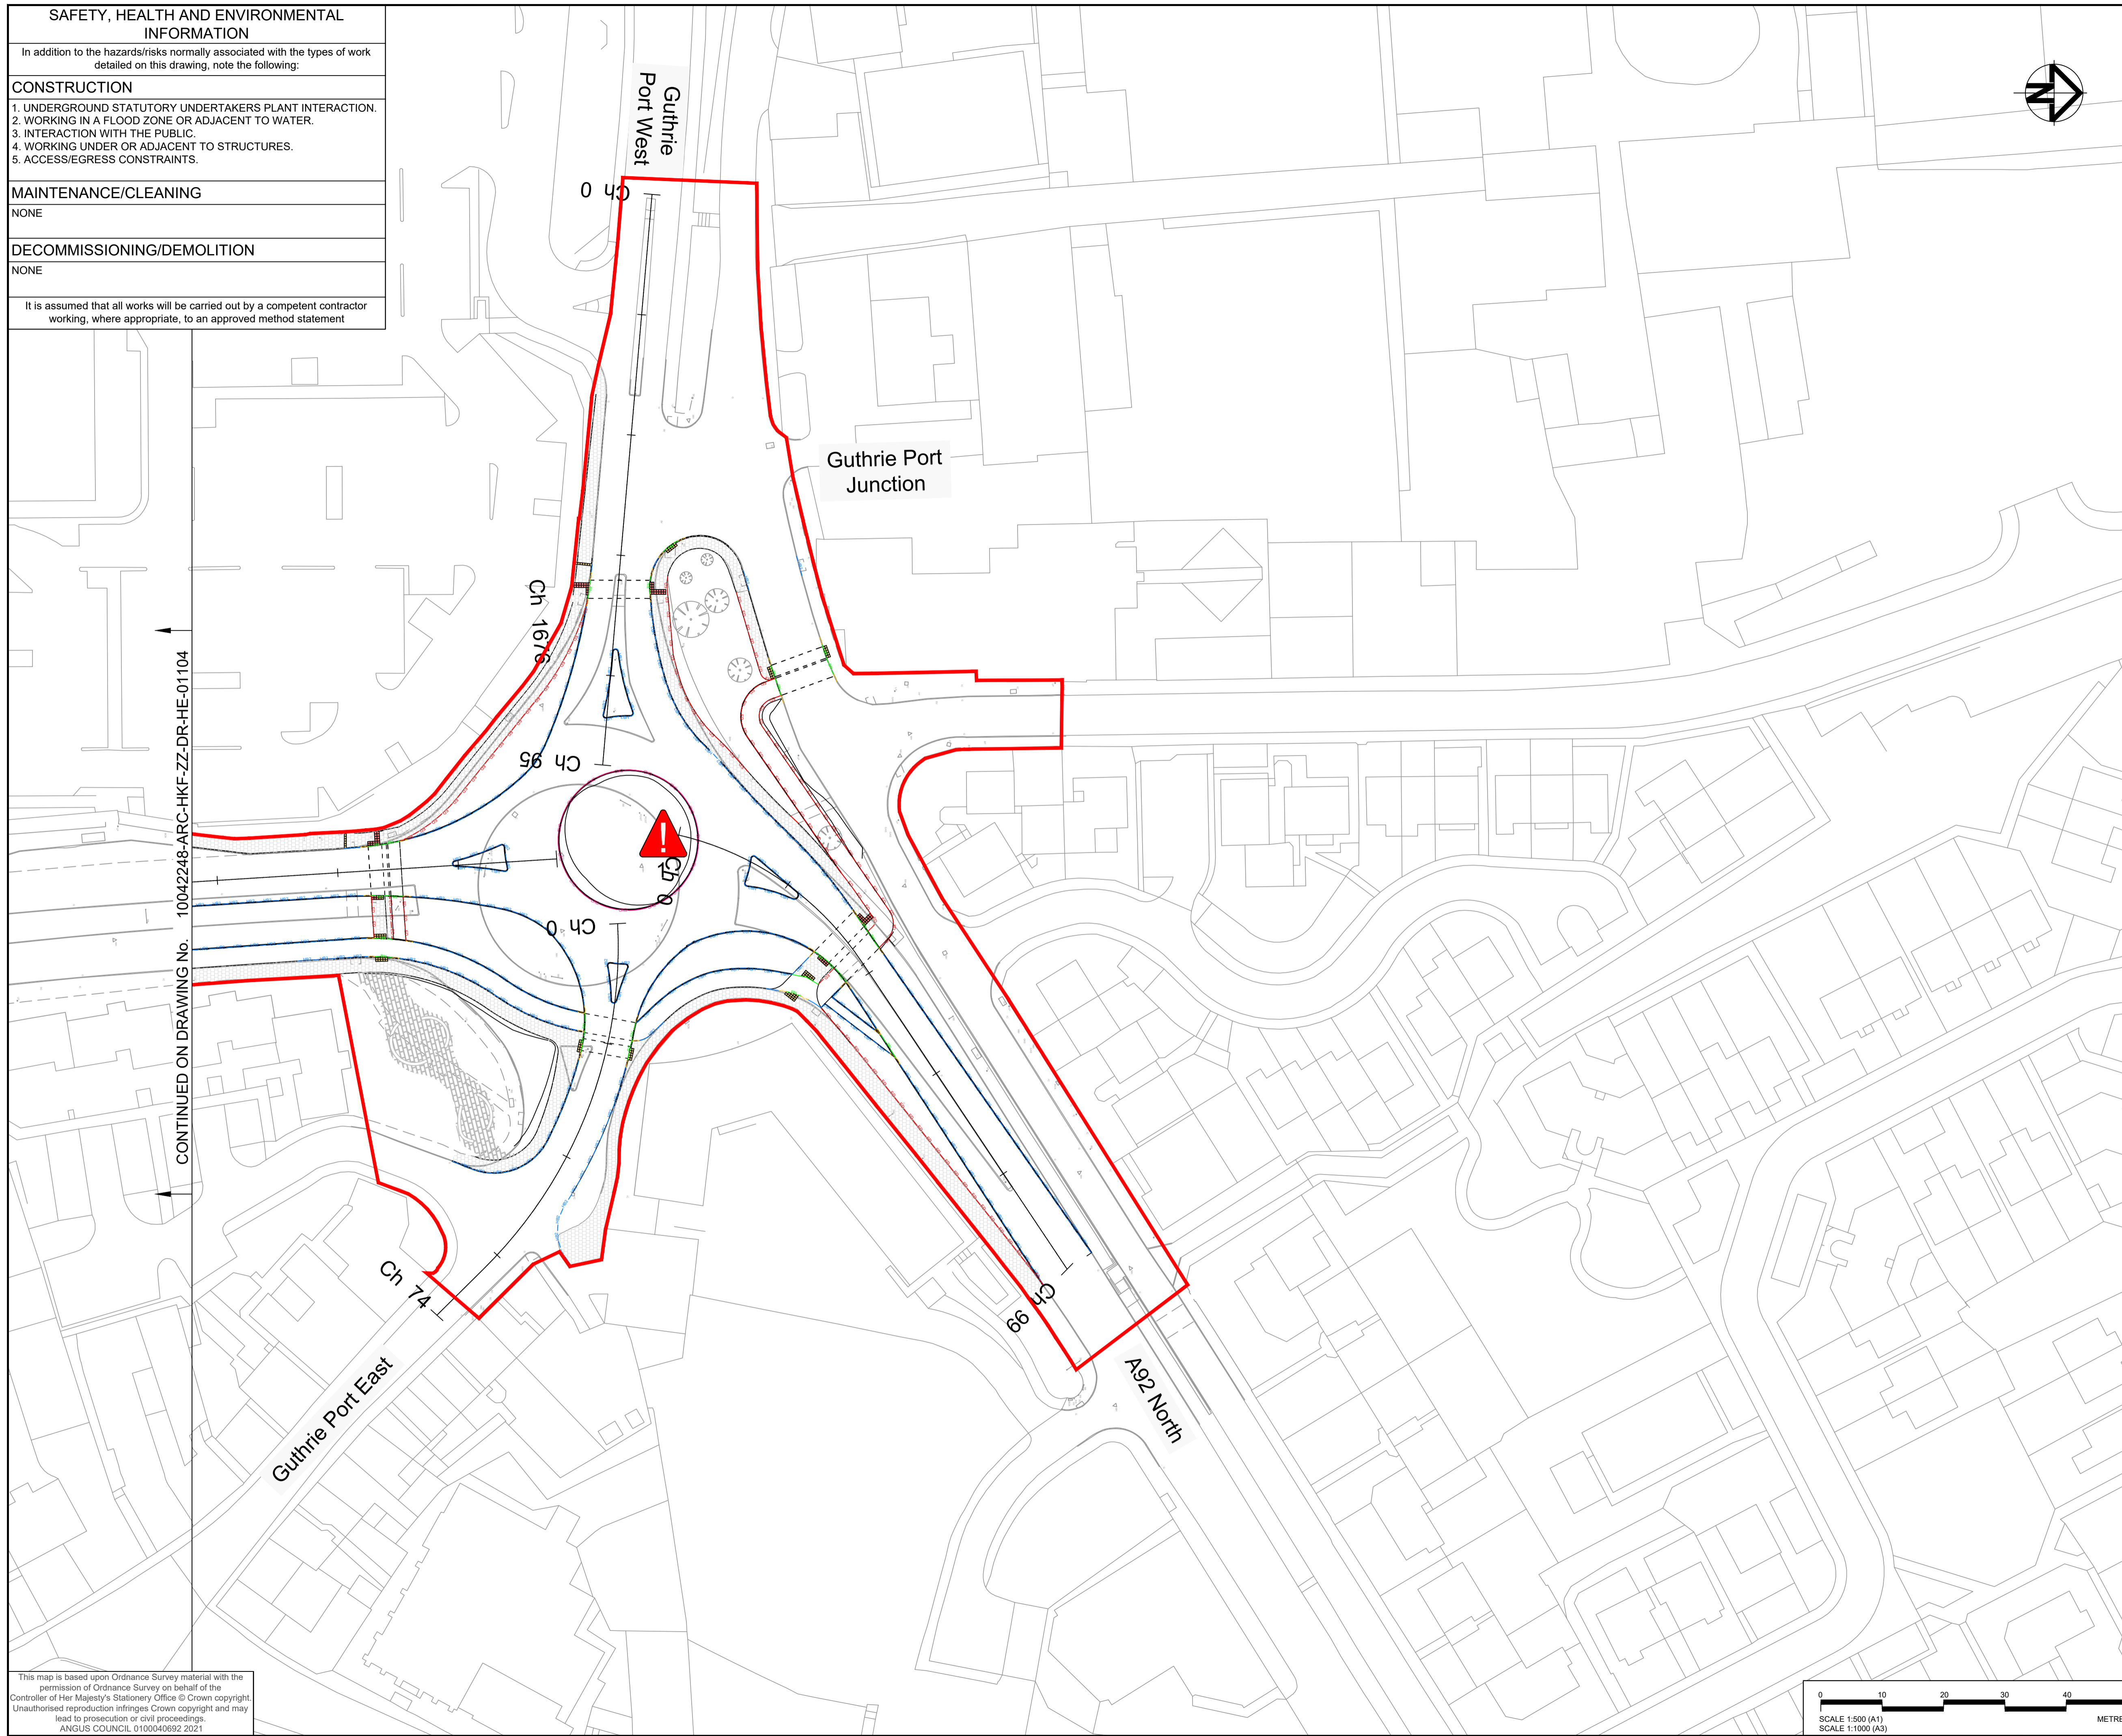 SAFETY, HEALTH AND ENVIRONMENTAL
INFORMATION
In addition to the hazards/risks normally associated with the types of work
detailed on this drawing, note the following:
CONSTRUCTION
1. UNDERGROUND STATUTORY UNDERTAKERS PLANT INTERACTION.
2. WORKING IN A FLOOD ZONE OR ADJACENT TO WATER.
3. INTERACTION WITH THE PUBLIC.
4. WORKING UNDER OR ADJACENT TO STRUCTURES.
5. ACCESS/EGRESS CONSTRAINTS.
MAINTENANCE/CLEANING
NONE
DECOMMISSIONING/DEMOLITION
NONE
It is assumed that all works will be carried out by a competent contractor
working, where appropriate, to an approved method statement
N
Guthrie
Port West
Ch 0
Guthrie Port
Junction
Ch 1676
Ch 95
!
1
Ch 0
Ch 0
CONTINUED ON DRAWING No. 10042248-ARC-HKF-ZZ-DR-HE-01104
Ch 74
Ch 99
Guthrie Port East
A92 North
This map is based upon Ordnance Survey material with the
permission of Ordnance Survey on behalf of the
Controller of Her Majesty's Stationery Office © Crown copyright.
Unauthorised reproduction infringes Crown copyright and may
lead to prosecution or civil proceedings.
ANGUS COUNCIL 0100040692 2021
0 10 20 30 40
SCALE 1:500 (A1)
METRE
SCALE 1:1000 (A3)